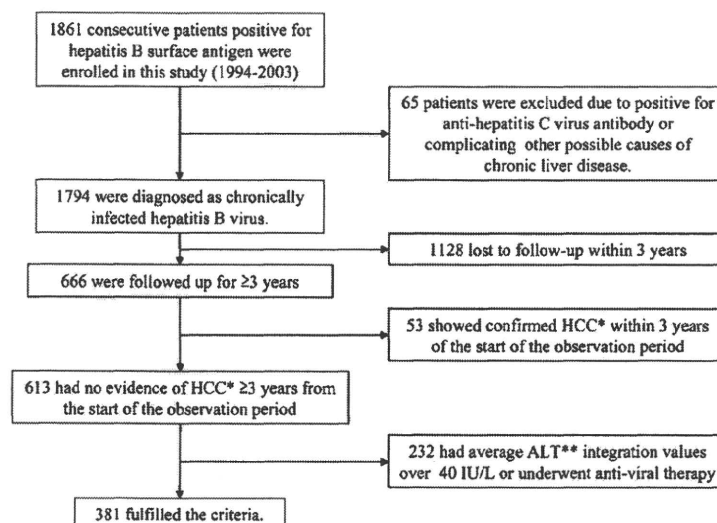 1861 consecutive patients positive for
hepatitis B surface antigen were
enrolled in this study (1994-2003)
65 patients were excluded due to positive for
anti-hepatitis C virus antibody or
complicating other possible causes of
chronic liver disease.
1794 were diagnosed as chronically
infected hepatitis B virus.
1128 lost to follow-up within 3 years
666 were followed up for ≥3 years
53 showed confirmed HCC* within 3 years
of the start of the observation period
613 had no evidence of HCC* ≥3 years from
the start of the observation period
232 had average ALT** integration values
over 40 IU/L or underwent anti-viral therapy
381 fulfilled the criteria.